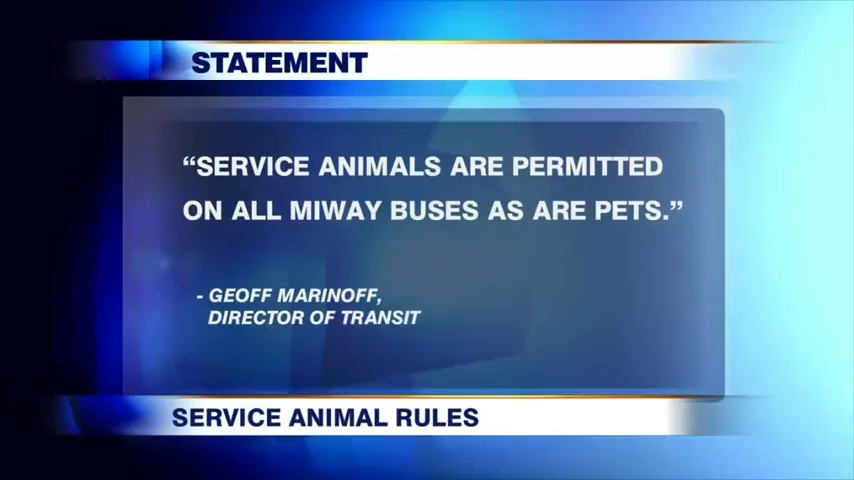 STATEMENT
“SERVICE ANIMALS ARE PERMITTED
ON ALL MIWAY BUSES AS ARE PETS.”
- GEOFF MARINOFF,
DIRECTOR OF TRANSIT
SERVICE ANIMAL RULES